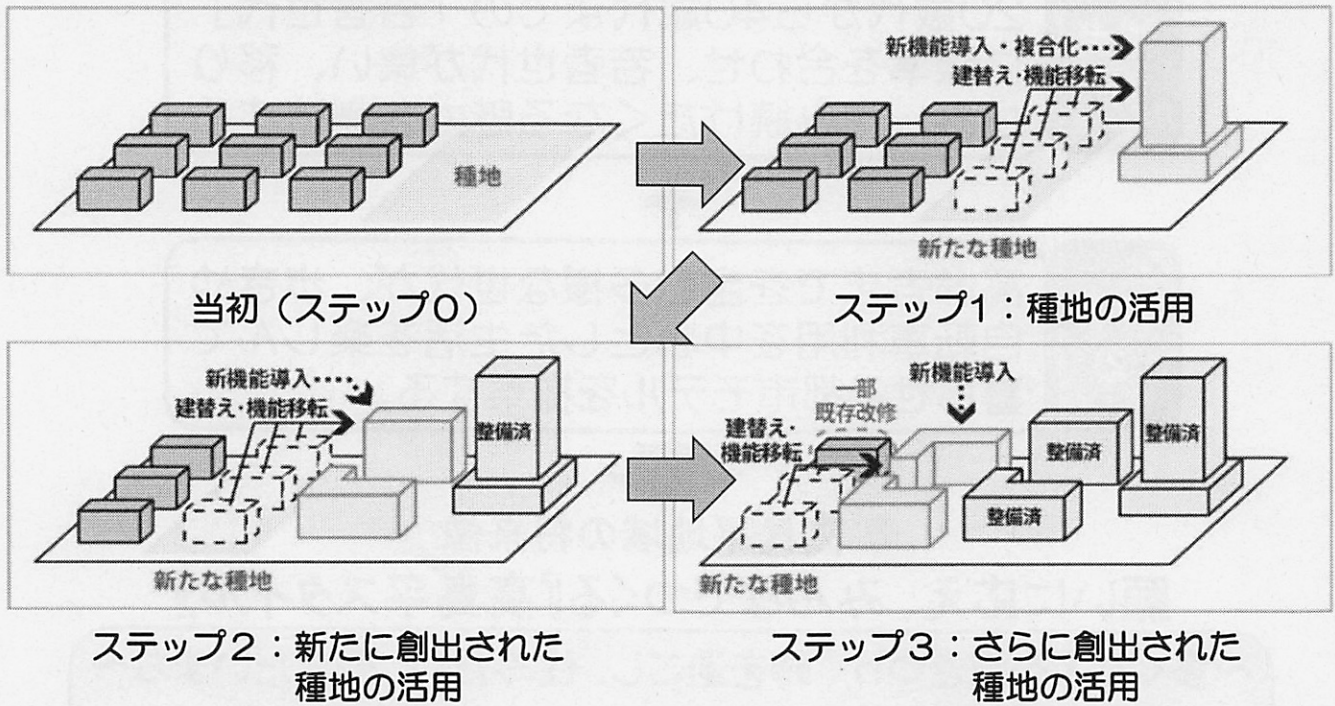 種地
当初（ステップ０）
新機能導入・複合化
建替え・機能移転
新たな種地
ステップ1：種地の活用
新機能導入
建替え・機能移転
整備済
新たな種地
ステップ２：新たに創出された
種地の活用
新機能導入
一部
既存改修
建替え・
機能移転
整備済
整備済
整備済
新たな種地
ステップ３：さらに創出された
種地の活用